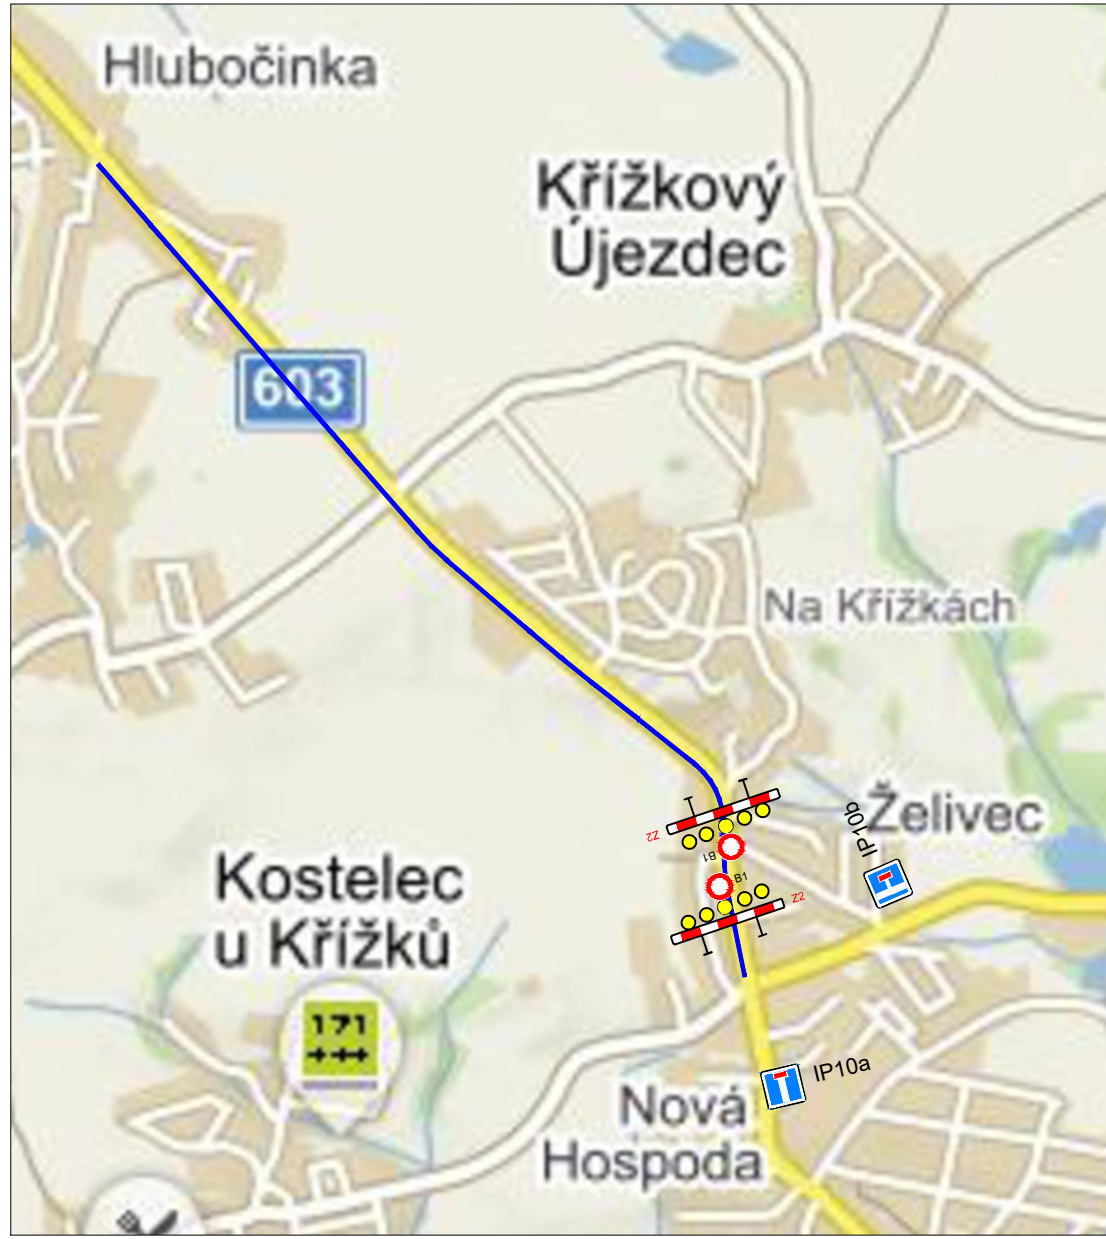 Hlubočinka
Křížkový
Újezdec
603
Na Křížkách
Želivec
IP10b
Z2
B1
B1
Z2
Kostelec
u Křížků
171
IP10a
Nová
Hospoda